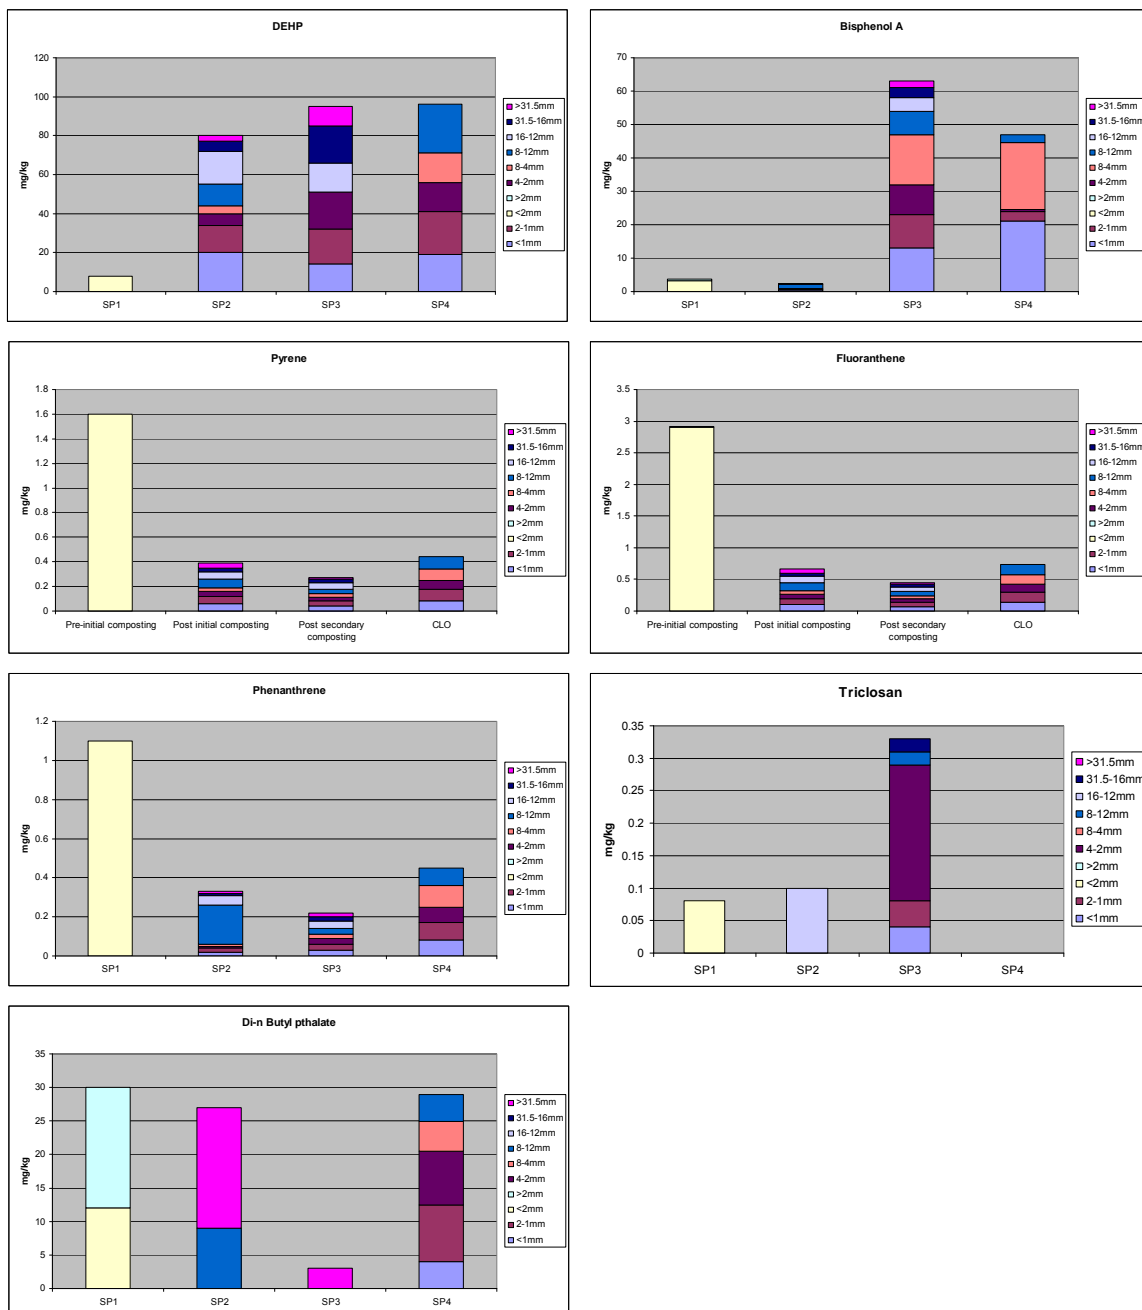 DEHP
120
100
80
60
40
20
0
mg/kg
SP1 SP2 SP3 SP4
>31.5mm
31.5-16mm
16-12mm
8-12mm
8-4mm
4-2mm
>2mm
<2mm
2-1mm
<1mm
Bisphenol A
70
60
50
40
30
20
10
0
mg/kg
SP1 SP2 SP3 SP4
>31.5mm
31.5-16mm
16-12mm
8-12mm
8-4mm
4-2mm
>2mm
<2mm
2-1mm
<1mm
Pyrene
1.8
1.6
1.4
1.2
1
0.8
0.6
0.4
0.2
0
mg/kg
Pre-initial composting Post initial composting Post secondary CLO
composting
>31.5mm
31.5-16mm
16-12mm
8-12mm
8-4mm
4-2mm
>2mm
<2mm
2-1mm
<1mm
Fluoranthene
3.5
3
2.5
2
1.5
1
0.5
0
mg/kg
Pre-initial composting Post initial composting Post secondary CLO
composting
>31.5mm
31.5-16mm
16-12mm
8-12mm
8-4mm
4-2mm
>2mm
<2mm
2-1mm
<1mm
Phenanthrene
1.2
1
0.8
0.6
0.4
0.2
0
mg/kg
SP1 SP2 SP3 SP4
>31.5mm
31.5-16mm
16-12mm
8-12mm
8-4mm
4-2mm
>2mm
<2mm
2-1mm
<1mm
Triclosan
0.35
0.3
0.25
0.2
0.15
0.1
0.05
0
mg/kg
SP1 SP2 SP3 SP4
>31.5mm
31.5-16mm
16-12mm
8-12mm
8-4mm
4-2mm
>2mm
<2mm
2-1mm
<1mm
Di-n Butyl pthalate
35
30
25
20
15
10
5
0
mg/kg
SP1 SP2 SP3 SP4
>31.5mm
31.5-16mm
16-12mm
8-12mm
8-4mm
4-2mm
>2mm
<2mm
2-1mm
<1mm